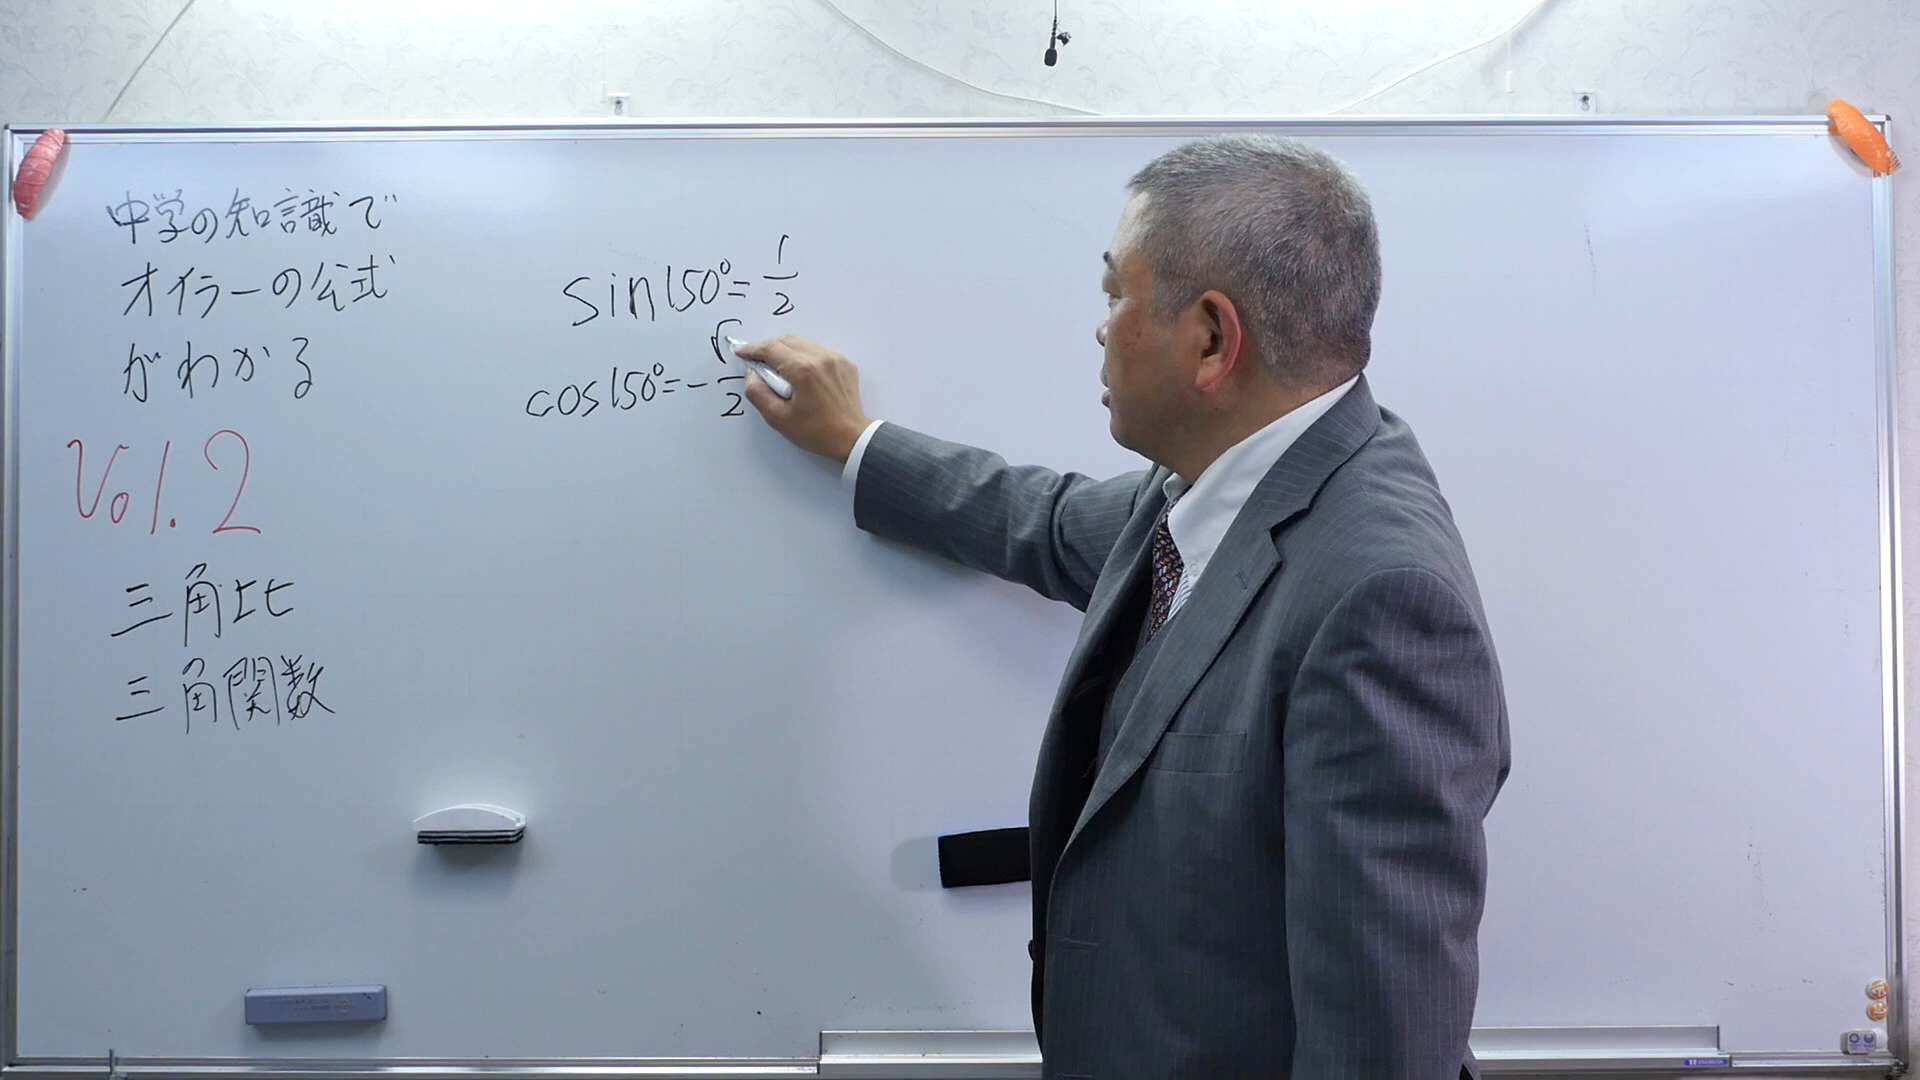 中学の知識で
オイラーの公式
がわかる
Vol.2
三角比
三角関数
sin150°=1/2
cos150°=-√/2